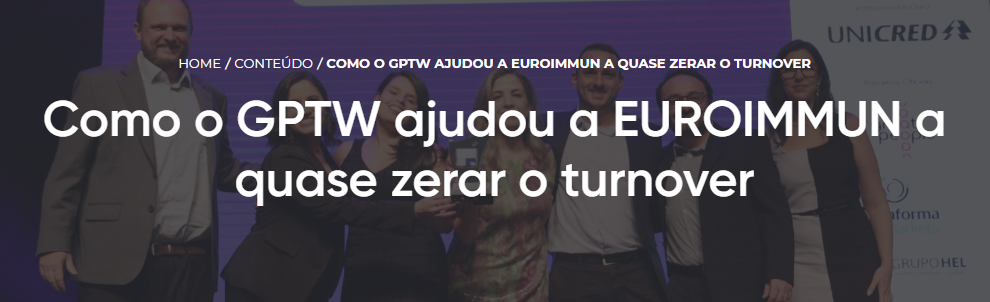 UNICRED
HOME / CONTEÚDO / COMO O GPTW AJUDOU A EUROIMMUN A QUASE ZERAR O TURNOVER
Como o GPTW ajudou a EUROIMMUN a
quase zerar o turnover
GRUPO HEL